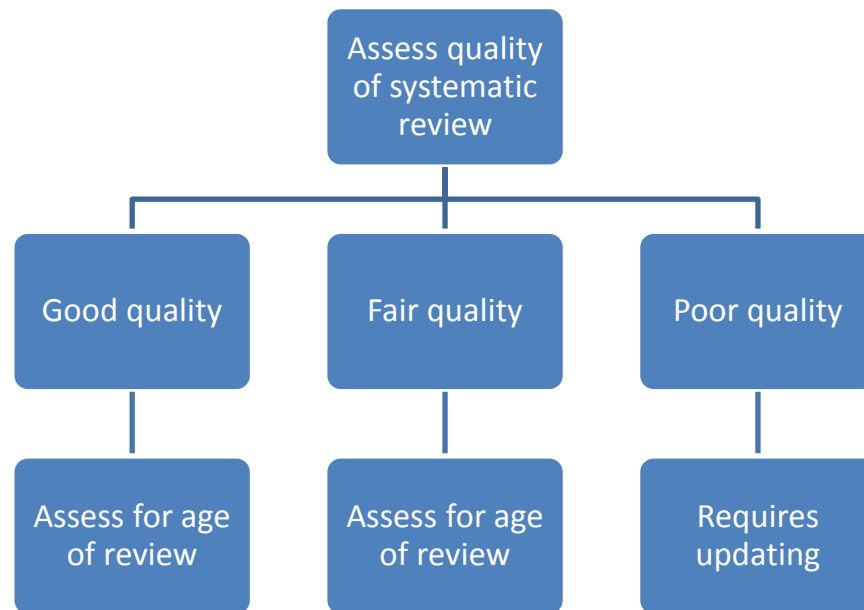 Assess quality
of systematic
review
Good quality
Fair quality
Poor quality
Assess for age
of review
Assess for age
of review
Requires
updating